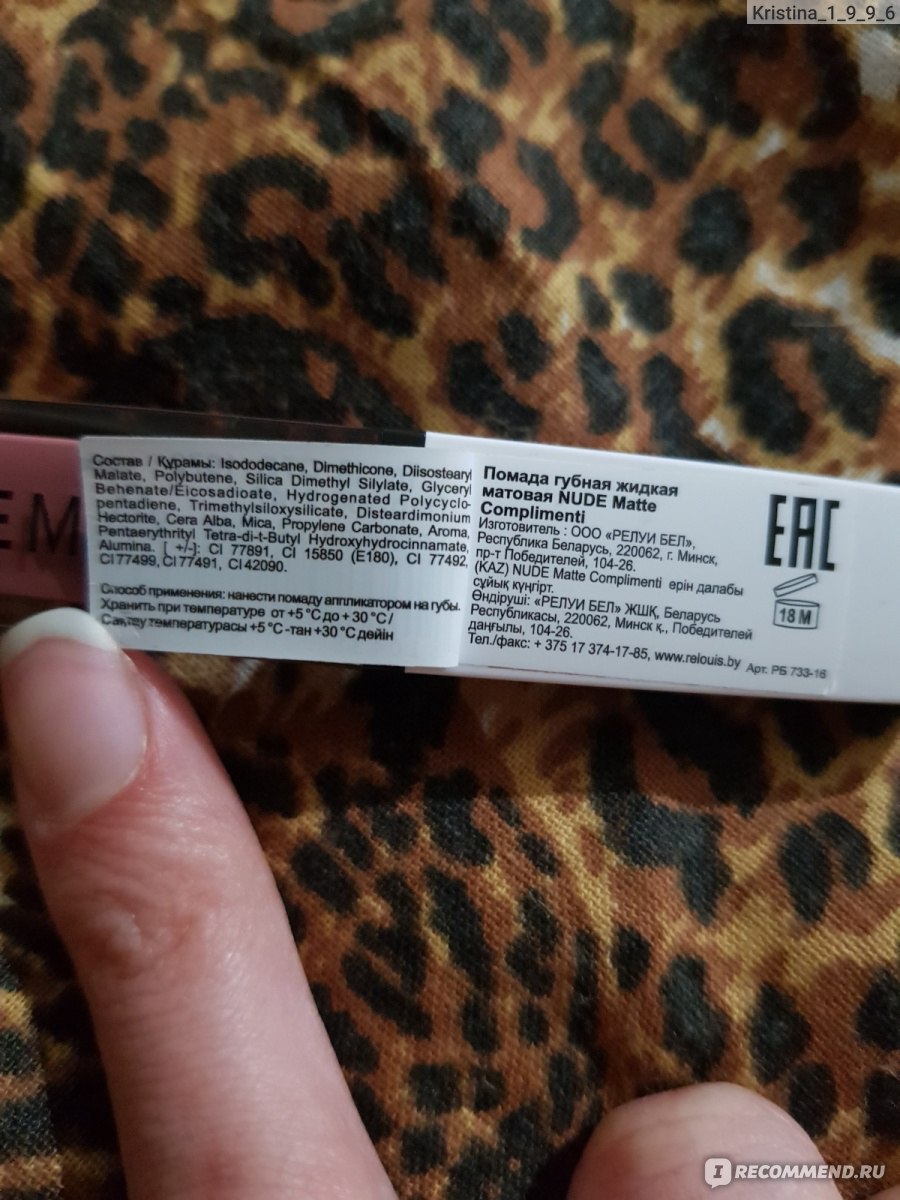 Kristina_1_9_9_6
E M
Состав / Құрамы: Isododecane, Dimethicone, Diisostearyl
Malate, Polybutene, Silica Dimethyl Silylate, Glyceryl
Behenate/Eicosadioate, Hydrogenated Polycyclo-
pentadiene, Trimethylsiloxysilicate, Disteardimonium
Hectorite, Cera Alba, Mica, Propylene Carbonate, Aroma,
Pentaerythrityl Tetra-di-t-Butyl Hydroxyhydrocinnamate,
Alumina. [ +/-]: CI 77891, CI 15850 (E180), CI 77492,
CI 77499, CI 77491, CI 42090.
Способ применения: нанести помаду аппликатором на губы.
Хранить при температуре от +5 °C до + 30 °C /
Сақтау температурасы +5 °C -тан +30 °C дейін
Помада губная жидкая
матовая NUDE Matte
Complimenti
Изготовитель : ООО «РЕЛУИ БЕЛ»,
Республика Беларусь, 220062, г. Минск,
пр-т Победителей, 104-26.
(KAZ) NUDE Matte Complimenti ерін далабы
сұйық күңгірт.
Өндіруші: «РЕЛУИ БЕЛ» ЖШҚ, Беларусь
Республикасы, 220062, Минск қ., Победителей
даңғылы, 104-26.
Тел./факс: + 375 17 374-17-85, www.relouis.by
Арт. РБ 733-16
EAC
18 M
IRECOMMEND.RU